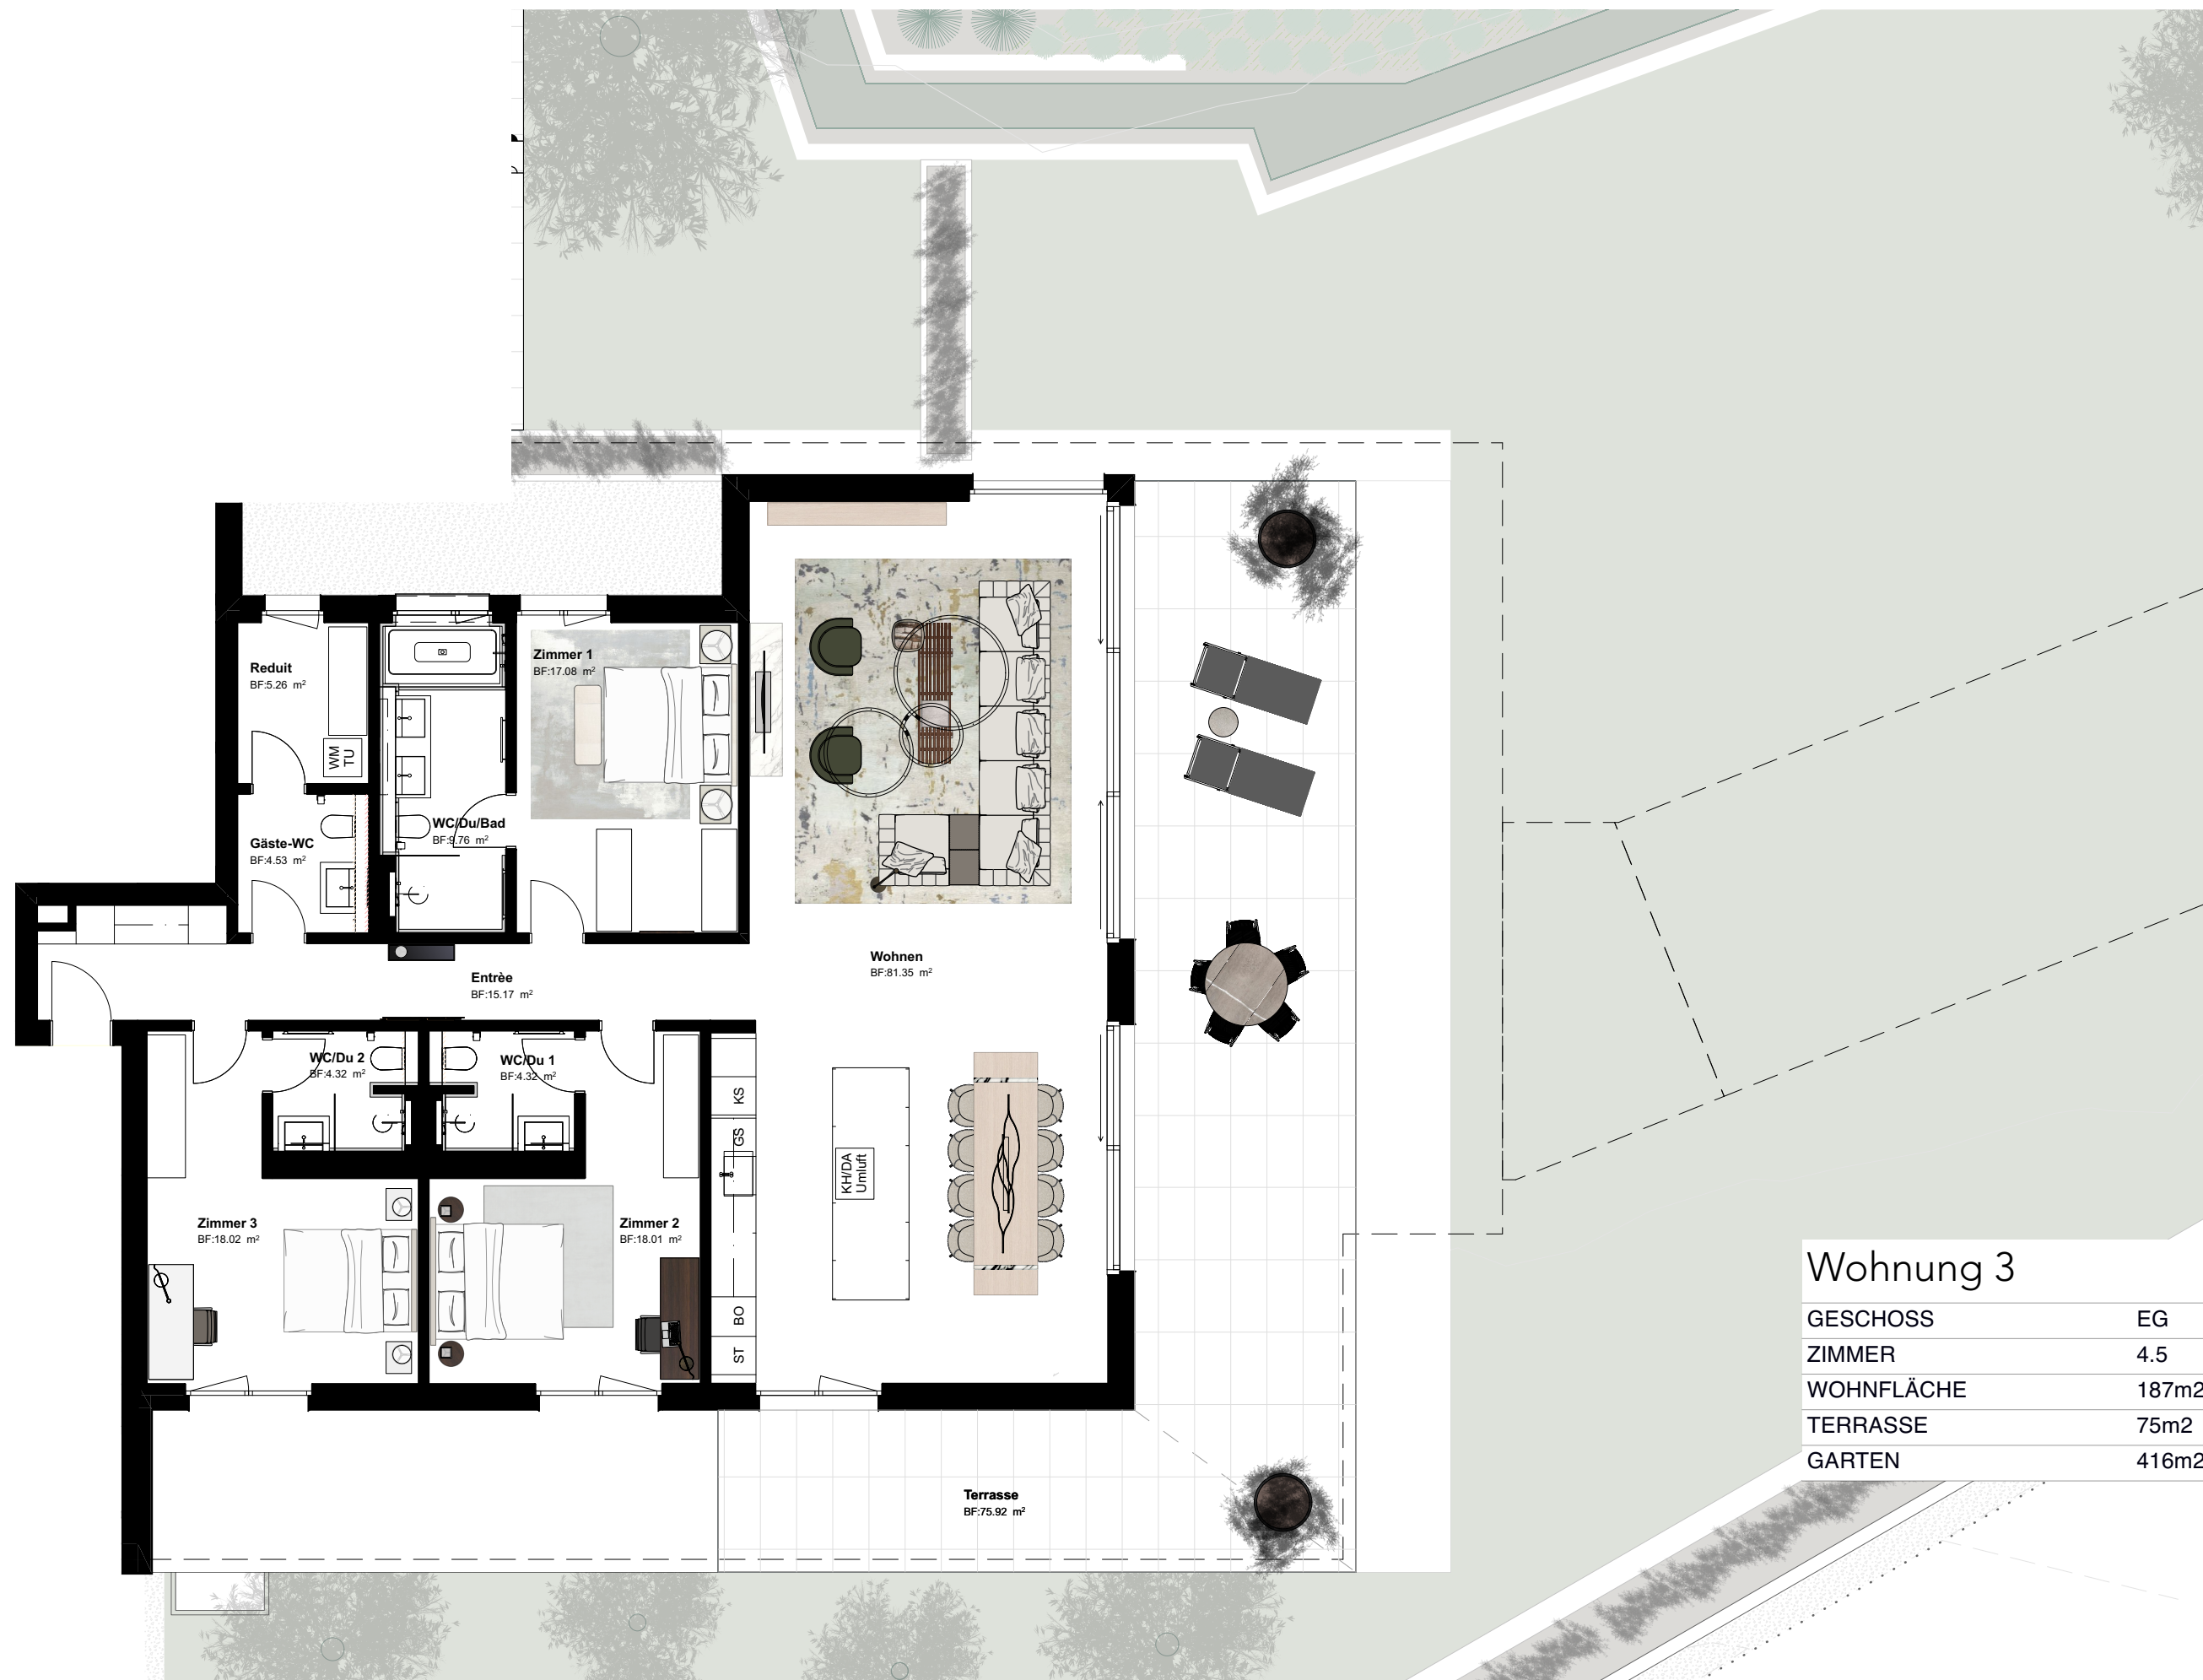 Reduit
BF:5.26 m²
WM
TU
Zimmer 1
BF:17.08 m²
WC/Du/Bad
BF:9.76 m²
Gäste-WC
BF:4.53 m²
Entrèe
BF:15.17 m²
Wohnen
BF:81.35 m²
WC/Du 2
BF:4.32 m²
WC/Du 1
BF:4.32 m²
KS
GS
KH/DA
Umluft
BO
ST
Zimmer 3
BF:18.02 m²
Zimmer 2
BF:18.01 m²
Terrasse
BF:75.92 m²
Wohnung 3
GESCHOSS EG
ZIMMER 4.5
WOHNFLÄCHE 187m2
TERRASSE 75m2
GARTEN 416m2